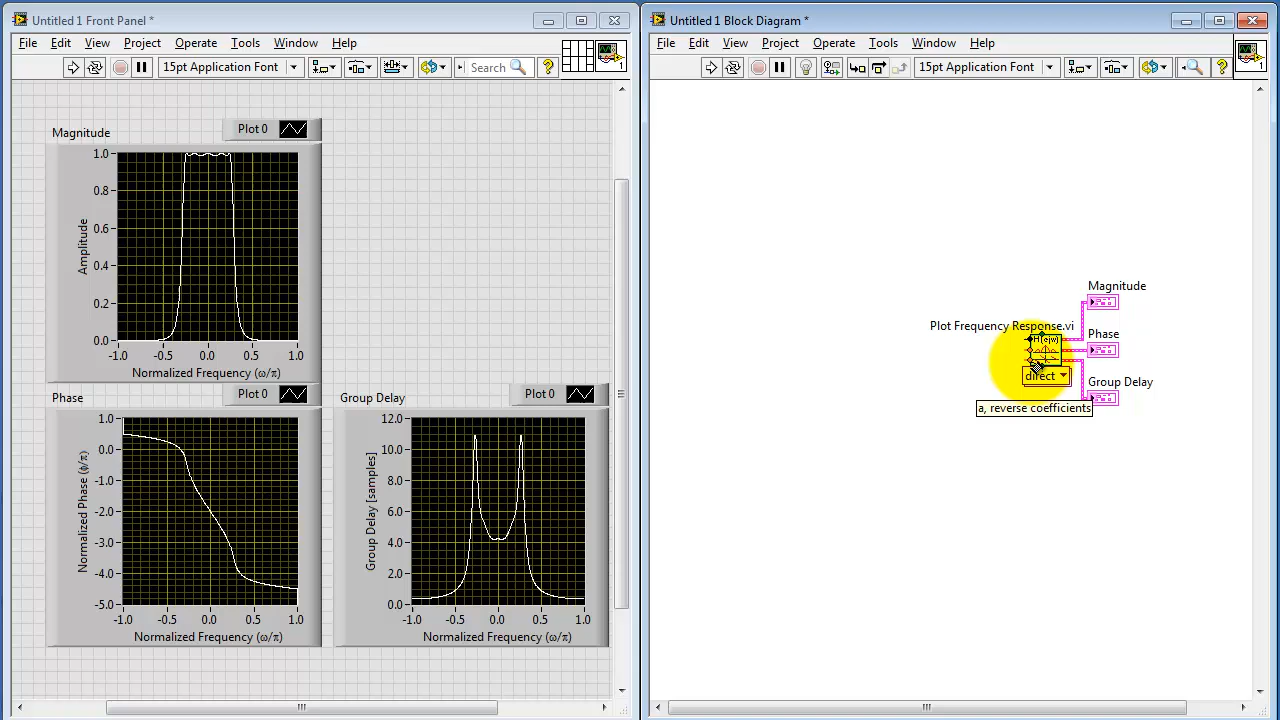 Untitled 1 Front Panel *
File Edit View Project Operate Tools Window Help
15pt Application Font
Search
1
Magnitude
Plot 0
1.0
0.8
0.6
0.4
0.2
0.0
Amplitude
-1.0 -0.5 0.0 0.5 1.0
Normalized Frequency (ω/π)
Phase
Plot 0
1.0
0.0
-1.0
-2.0
-3.0
-4.0
-5.0
Normalized Phase (ϕ/π)
-1.0 -0.5 0.0 0.5 1.0
Normalized Frequency (ω/π)
Group Delay
Plot 0
12.0
10.0
8.0
6.0
4.0
2.0
0.0
Group Delay [samples]
-1.0 -0.5 0.0 0.5 1.0
Normalized Frequency (ω/π)
Untitled 1 Block Diagram *
File Edit View Project Operate Tools Window Help
15pt Application Font
1
Magnitude
Plot Frequency Response.vi
Phase
direct
Group Delay
a, reverse coefficients